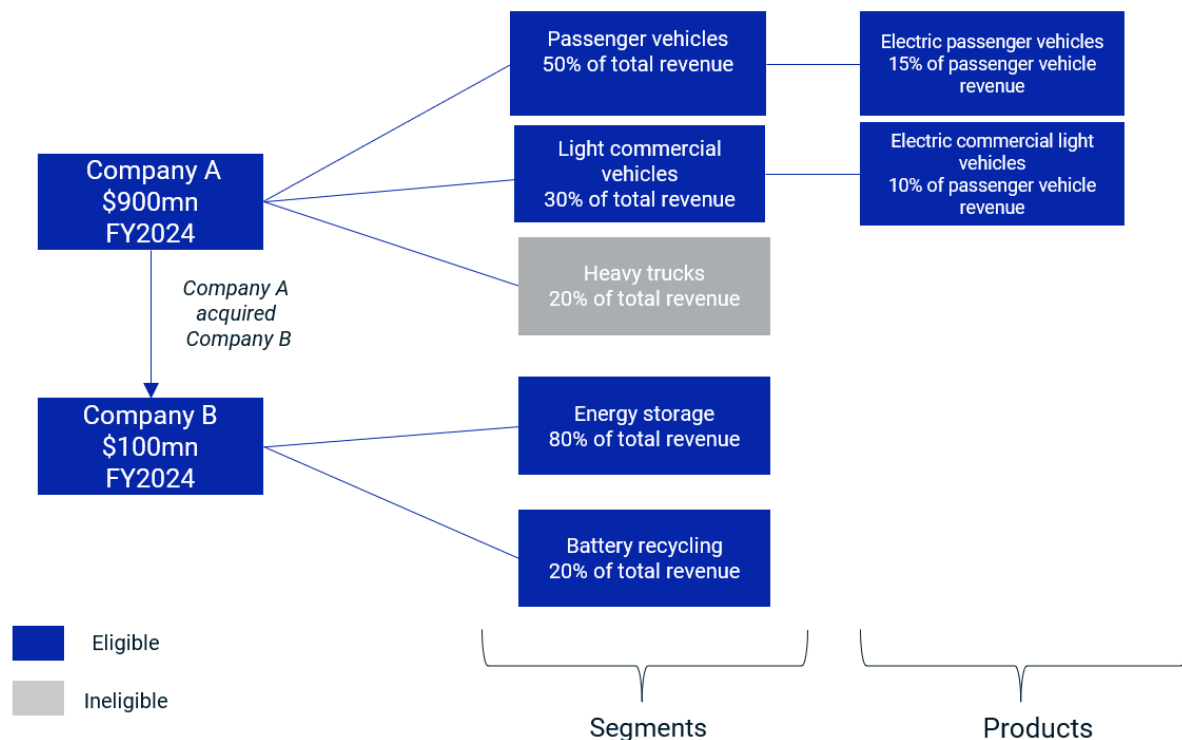 Passenger vehicles
50% of total revenue
Electric passenger vehicles
15% of passenger vehicle
revenue
Company A
$900mn
FY2024
Light commercial
vehicles
30% of total revenue
Electric commercial light
vehicles
10% of passenger vehicle
revenue
Heavy trucks
20% of total revenue
Company A
acquired
Company B
Company B
$100mn
FY2024
Energy storage
80% of total revenue
Battery recycling
20% of total revenue
Eligible
Ineligible
Segments
Products